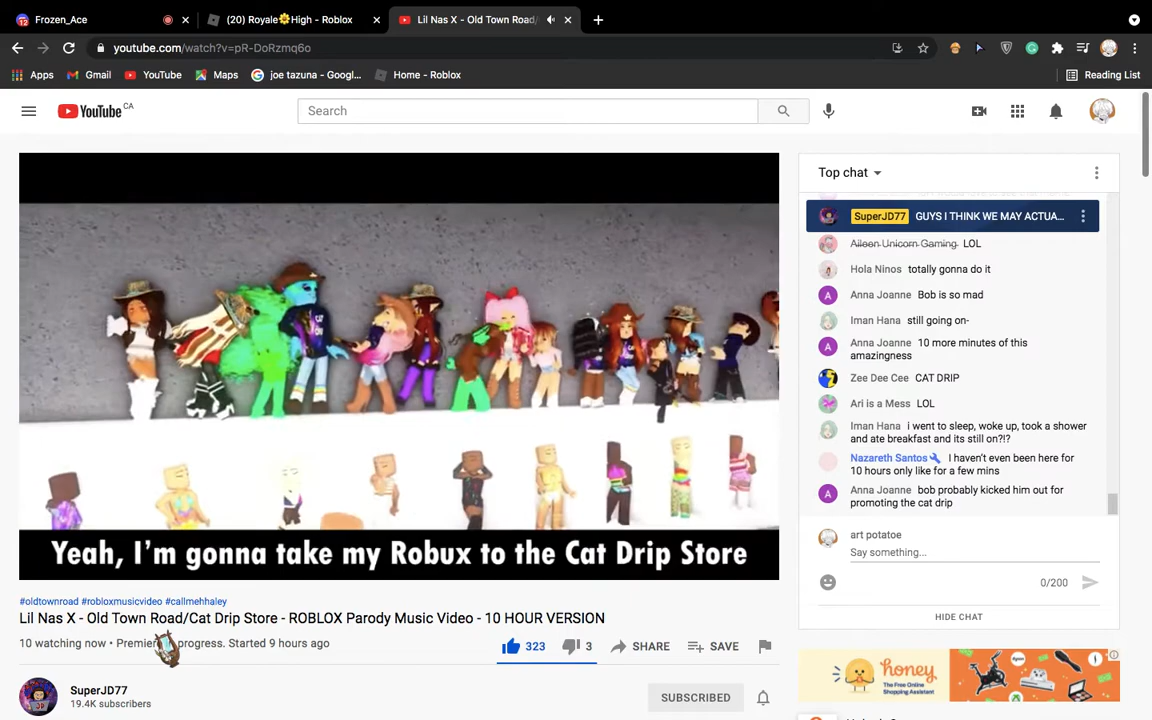 12 Frozen_Ace
(20) Royale🌻High - Roblox
Lil Nas X - Old Town Road/
youtube.com/watch?v=pR-DoRzmq6o
Apps
Gmail
YouTube
Maps
joe tazuna - Googl...
Home - Roblox
Reading List
YouTube CA
Search
Top chat
SuperJD77 GUYS I THINK WE MAY ACTUA...
Aileen Unicorn Gaming LOL
Hola Ninos totally gonna do it
A Anna Joanne Bob is so mad
Iman Hana still going on-
A Anna Joanne 10 more minutes of this
amazingness
Zee Dee Cee CAT DRIP
Ari is a Mess LOL
Iman Hana i went to sleep, woke up, took a shower
and ate breakfast and its still on?!?
Nazareth Santos I haven't even been here for
10 hours only like for a few mins
A Anna Joanne bob probably kicked him out for
promoting the cat drip
art potatoe
Say something...
0/200
HIDE CHAT
Yeah, I'm gonna take my Robux to the Cat Drip Store
#oldtownroad #robloxmusicvideo #callmehhaley
Lil Nas X - Old Town Road/Cat Drip Store - ROBLOX Parody Music Video - 10 HOUR VERSION
10 watching now • Premiere progress. Started 9 hours ago
323
3
SHARE
SAVE
SuperJD77
19.4K subscribers
SUBSCRIBED
honey
The Free Online
Shopping Assistant